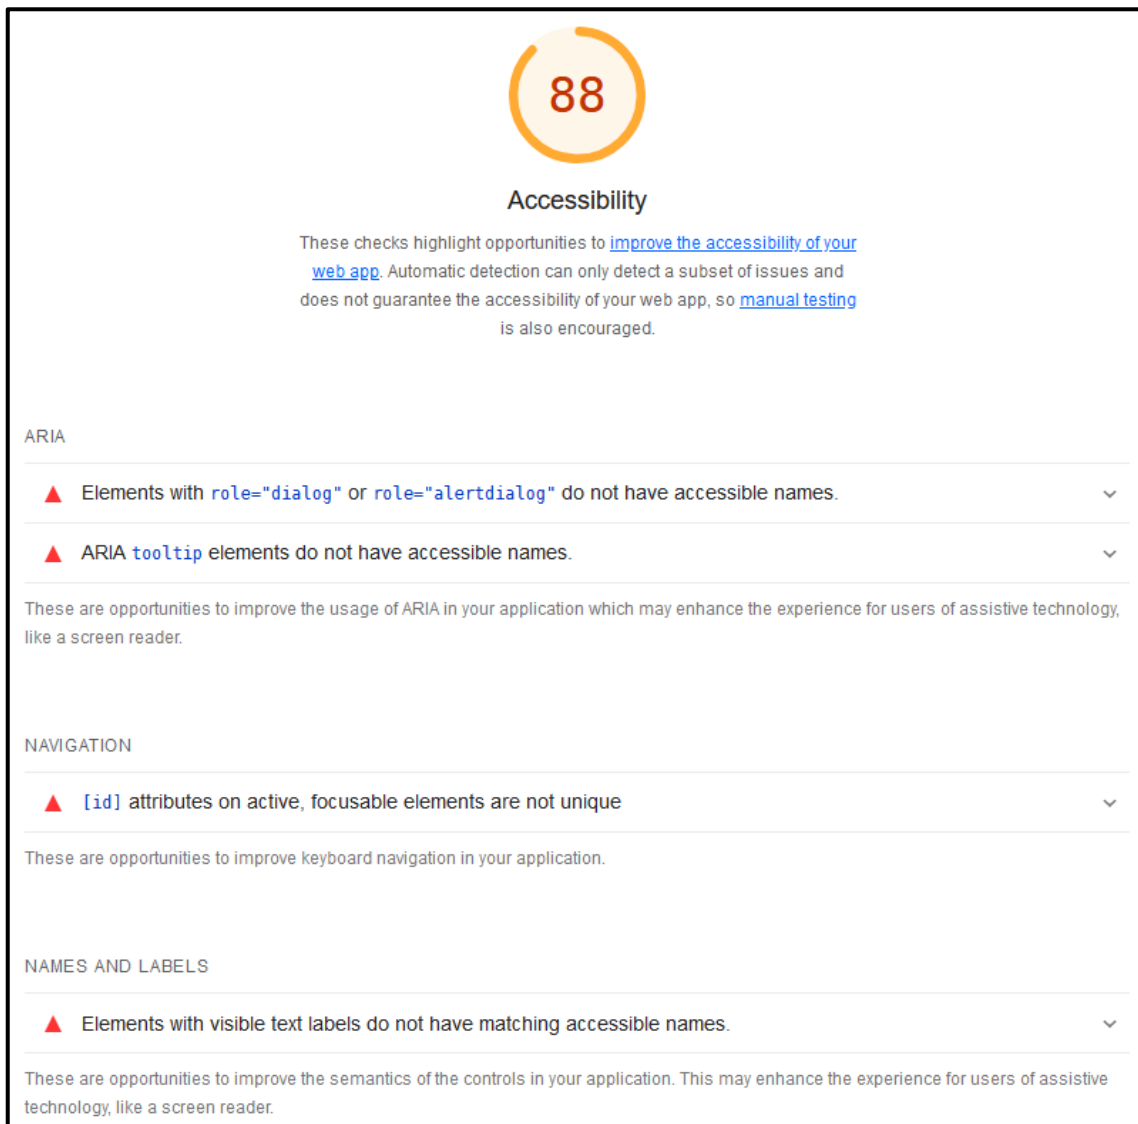 88
Accessibility
These checks highlight opportunities to improve the accessibility of your
web app. Automatic detection can only detect a subset of issues and
does not guarantee the accessibility of your web app, so manual testing
is also encouraged.
ARIA
Elements with role="dialog" or role="alertdialog" do not have accessible names.
ARIA tooltip elements do not have accessible names.
These are opportunities to improve the usage of ARIA in your application which may enhance the experience for users of assistive technology,
like a screen reader.
NAVIGATION
[id] attributes on active, focusable elements are not unique
These are opportunities to improve keyboard navigation in your application.
NAMES AND LABELS
Elements with visible text labels do not have matching accessible names.
These are opportunities to improve the semantics of the controls in your application. This may enhance the experience for users of assistive
technology, like a screen reader.